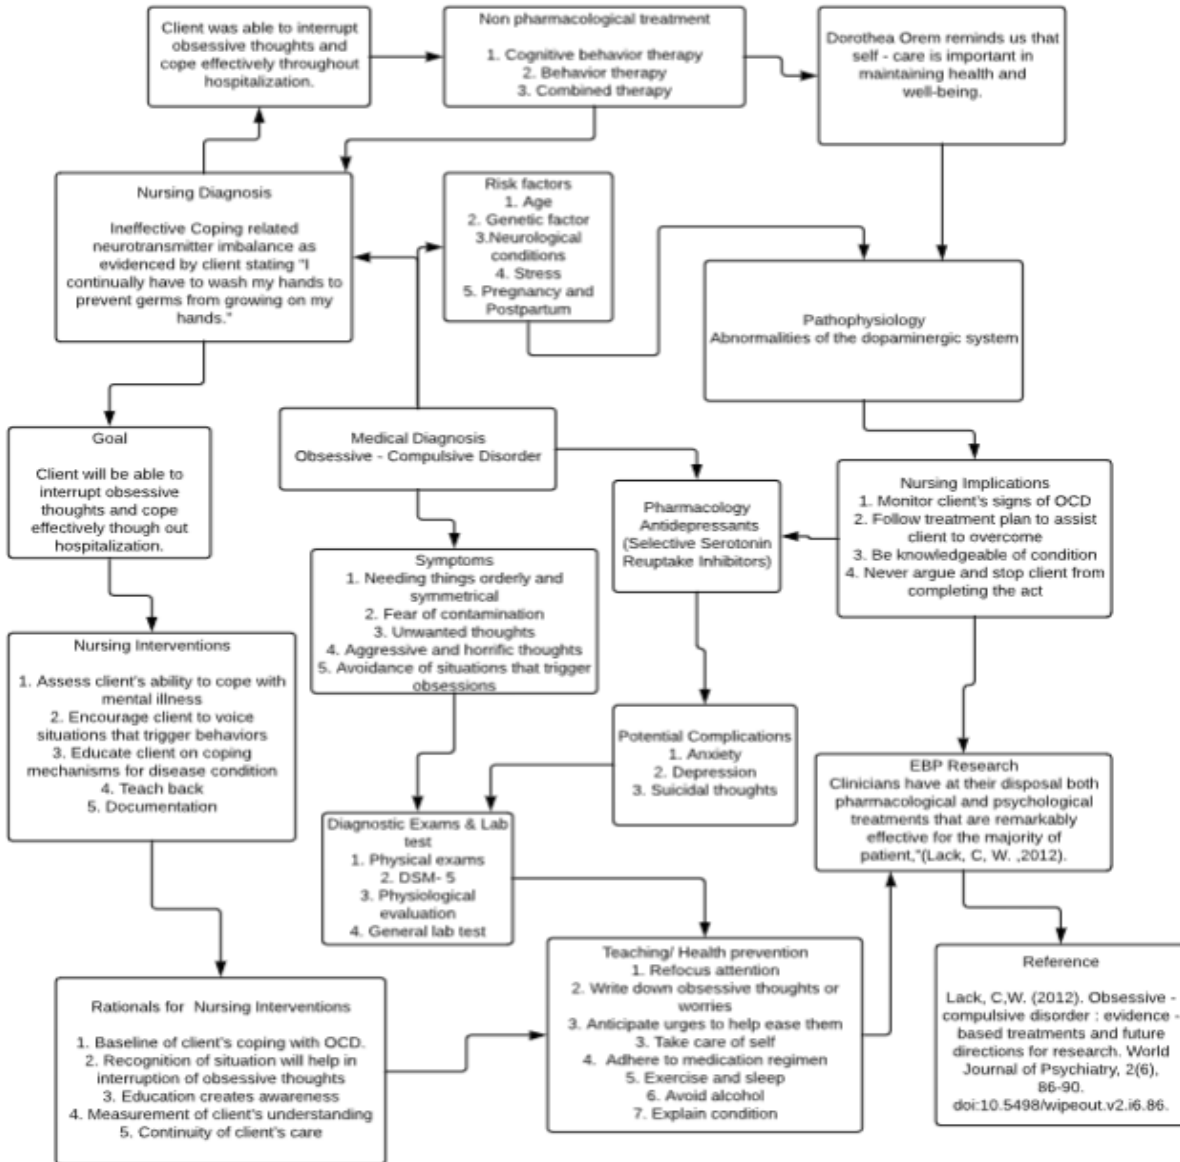 Client was able to interrupt
obsessive thoughts and
cope effectively throughout
hospitalization.
Non pharmacological treatment
1. Cognitive behavior therapy
2. Behavior therapy
3. Combined therapy
Dorothea Orem reminds us that
self - care is important in
maintaining health and
well-being.
Nursing Diagnosis
Ineffective Coping related
neurotransmitter imbalance as
evidenced by client stating "I
continually have to wash my hands to
prevent germs from growing on my
hands."
Risk factors
1. Age
2. Genetic factor
3.Neurological
conditions
4. Stress
5. Pregnancy and
Postpartum
Pathophysiology
Abnormalities of the dopaminergic system
Goal
Client will be able to
interrupt obsessive
thoughts and cope
effectively though out
hospitalization.
Medical Diagnosis
Obsessive - Compulsive Disorder
Pharmacology
Antidepressants
(Selective Serotonin
Reuptake Inhibitors)
Nursing Implications
1. Monitor client's signs of OCD
2. Follow treatment plan to assist
client to overcome
3. Be knowledgeable of condition
4. Never argue and stop client from
completing the act
Symptoms
1. Needing things orderly and
symmetrical
2. Fear of contamination
3. Unwanted thoughts
4. Aggressive and horrific thoughts
5. Avoidance of situations that trigger
obsessions
Nursing Interventions
1. Assess client's ability to cope with
mental illness
2. Encourage client to voice
situations that trigger behaviors
3. Educate client on coping
mechanisms for disease condition
4. Teach back
5. Documentation
Potential Complications
1. Anxiety
2. Depression
3. Suicidal thoughts
EBP Research
Clinicians have at their disposal both
pharmacological and psychological
treatments that are remarkably
effective for the majority of
patient,"(Lack, C, W. ,2012).
Diagnostic Exams & Lab
test
1. Physical exams
2. DSM- 5
3. Physiological
evaluation
4. General lab test
Teaching/ Health prevention
1. Refocus attention
2. Write down obsessive thoughts or
worries
3. Anticipate urges to help ease them
3. Take care of self
4. Adhere to medication regimen
5. Exercise and sleep
6. Avoid alcohol
7. Explain condition
Reference
Lack, C,W. (2012). Obsessive -
compulsive disorder : evidence -
based treatments and future
directions for research. World
Journal of Psychiatry, 2(6),
86-90.
doi:10.5498/wipeout.v2.i6.86.
Rationals for Nursing Interventions
1. Baseline of client's coping with OCD.
2. Recognition of situation will help in
interruption of obsessive thoughts
3. Education creates awareness
4. Measurement of client's understanding
5. Continuity of client's care